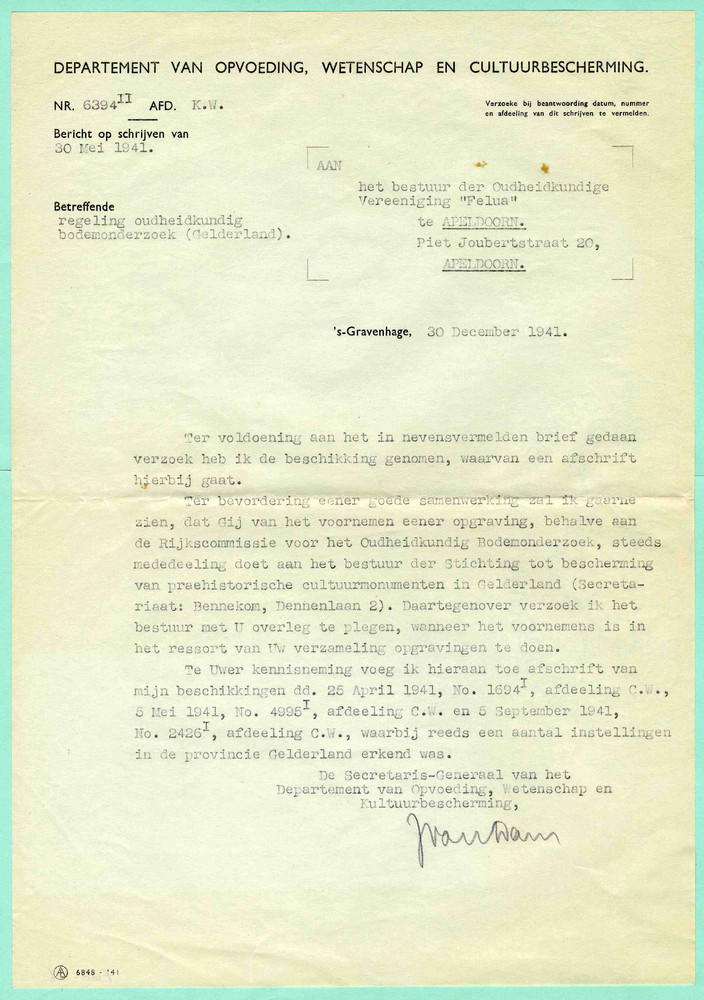 DEPARTEMENT VAN OPVOEDING, WETENSCHAP EN CULTUURBESCHERMING.
NR. 6394II AFD. K.W.
Verzoeke bij beantwoording datum, nummer
en afdeeling van dit schrijven te vermelden.
Bericht op schrijven van
30 Mei 1941.
AAN
het bestuur der Oudheidkundige
Vereeniging "Felua"
te APELDOORN.
Piet Joubertstraat 20,
APELDOORN.
Betreffende
regeling oudheidkundig
bodemonderzoek (Gelderland).
's-Gravenhage, 30 December 1941.
Ter voldoening aan het in nevensvermelden brief gedaan
verzoek heb ik de beschikking genomen, waarvan een afschrift
hierbij gaat.
Ter bevordering eener goede samenwerking zal ik gaarne
zien, dat Gij van het voornemen eener opgraving, behalve aan
de Rijkscommissie voor het Oudheidkundig Bodemonderzoek, steeds
mededeeling doet aan het bestuur der Stichting tot bescherming
van praehistorische cultuurmonumenten in Gelderland (Secreta-
riaat: Bennekom, Dennenlaan 2). Daartegenover verzoek ik het
bestuur met U overleg te plegen, wanneer het voornemens is in
het ressort van Uw verzameling opgravingen te doen.
Te Uwer kennisneming voeg ik hieraan toe afschrift van
mijn beschikkingen dd. 25 April 1941, No. 1694I, afdeeling C.W.,
5 Mei 1941, No. 4995I, afdeeling C.W. en 5 September 1941,
No. 2426I, afdeeling C.W., waarbij reeds een aantal instellingen
in de provincie Gelderland erkend was.
De Secretaris-Generaal van het
Departement van Opvoeding, Wetenschap en
Kultuurbescherming,
JvanDam
6848 - '41